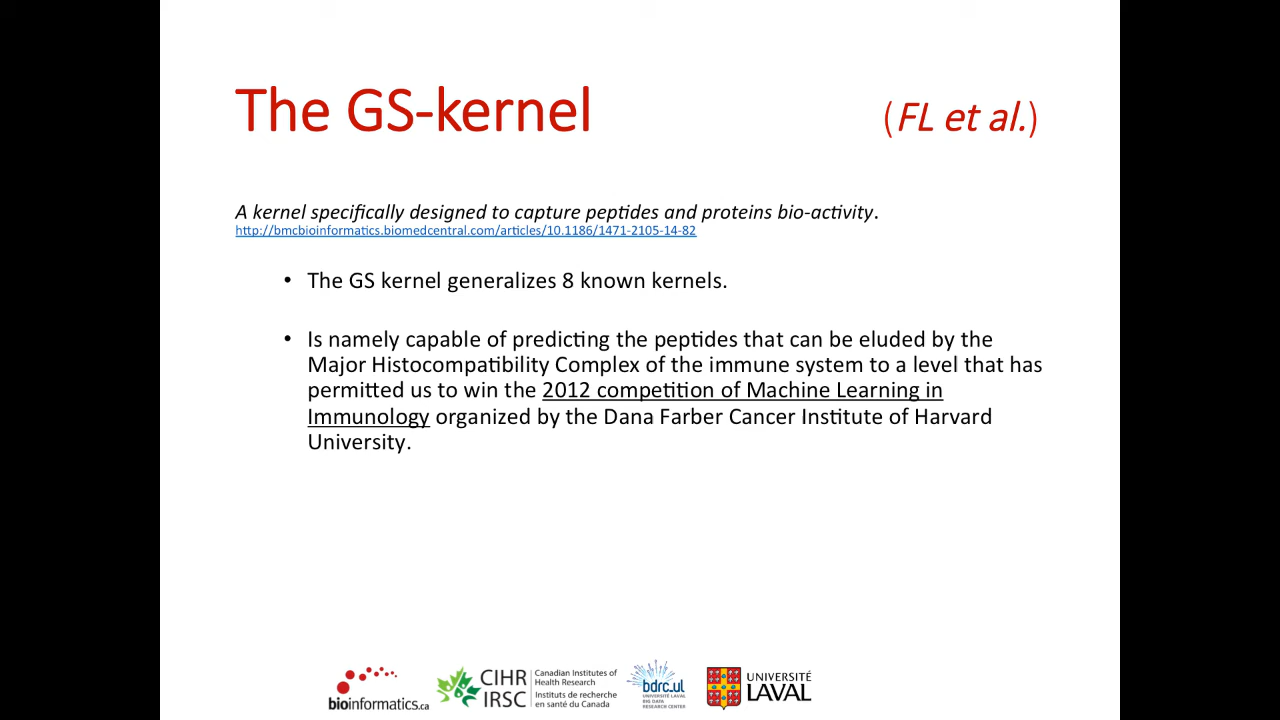 The GS-kernel (FL et al.)
A kernel specifically designed to capture peptides and proteins bio-activity.
http://bmcbioinformatics.biomedcentral.com/articles/10.1186/1471-2105-14-82
• The GS kernel generalizes 8 known kernels.
• Is namely capable of predicting the peptides that can be eluded by the
Major Histocompatibility Complex of the immune system to a level that has
permitted us to win the 2012 competition of Machine Learning in
Immunology organized by the Dana Farber Cancer Institute of Harvard
University.
bioinformatics.ca
CIHR
IRSC
Canadian Institutes of
Health Research
Instituts de recherche
en santé du Canada
bdrc_ul
UNIVERSITÉ LAVAL
BIG DATA
RESEARCH CENTER
UNIVERSITÉ
LAVAL